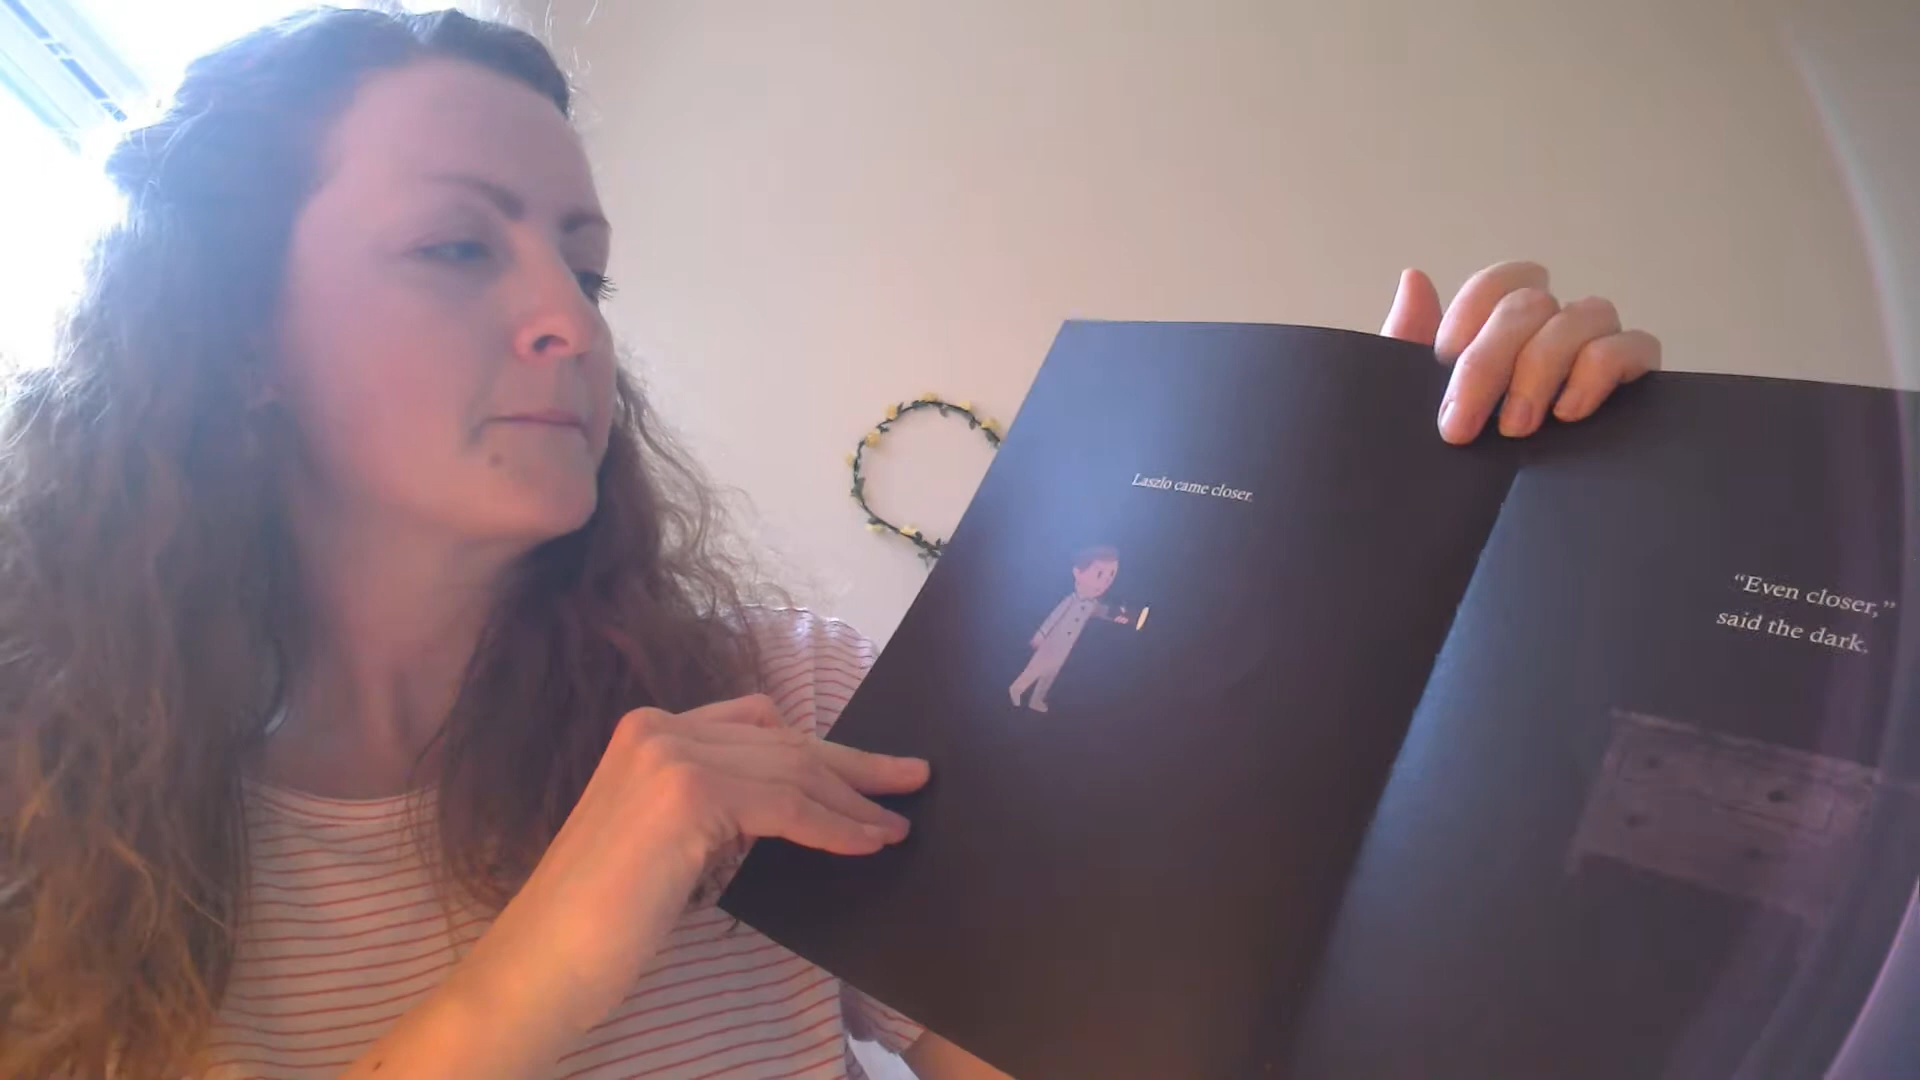 Laszlo came closer.
“Even closer,”
said the dark.